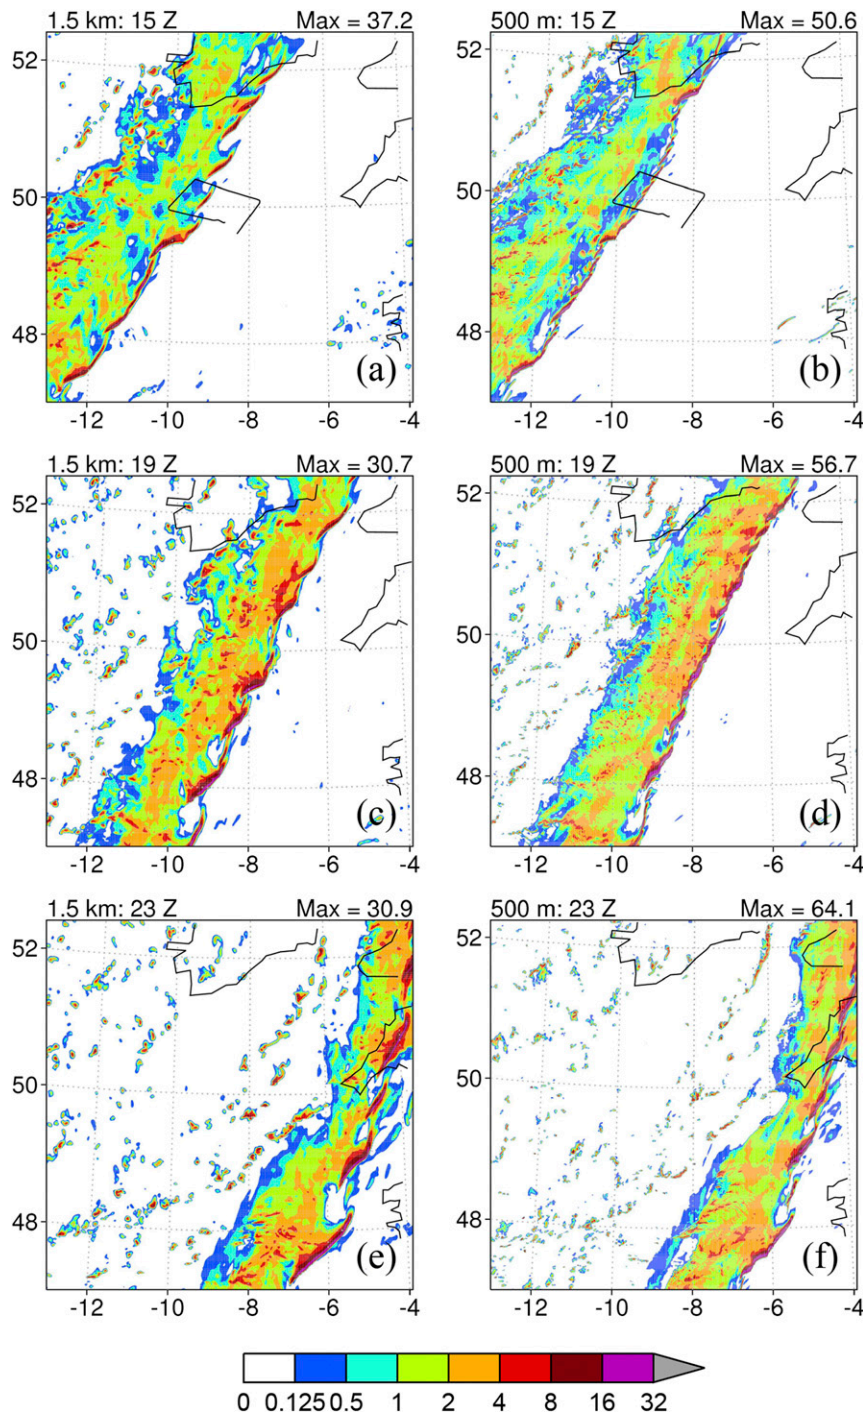 1.5 km: 15 Z Max = 37.2
500 m: 15 Z Max = 50.6
52
50
48
(a)
-12 -10 -8 -6 -4
52
50
48
(b)
-12 -10 -8 -6 -4
1.5 km: 19 Z Max = 30.7
500 m: 19 Z Max = 56.7
52
50
48
(c)
-12 -10 -8 -6 -4
52
50
48
(d)
-12 -10 -8 -6 -4
1.5 km: 23 Z Max = 30.9
500 m: 23 Z Max = 64.1
52
50
48
(e)
-12 -10 -8 -6 -4
52
50
48
(f)
-12 -10 -8 -6 -4
0 0.125 0.5 1 2 4 8 16 32